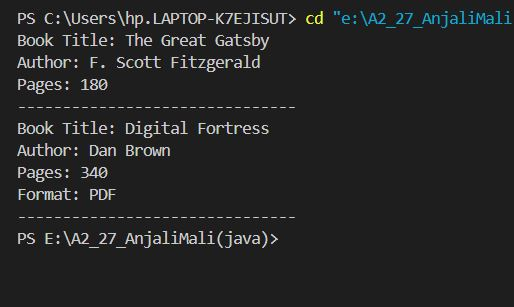 PS C:\Users\hp.LAPTOP-K7EJISUT> cd "e:\A2_27_AnjaliMali
Book Title: The Great Gatsby
Author: F. Scott Fitzgerald
Pages: 180
-------------------------------
Book Title: Digital Fortress
Author: Dan Brown
Pages: 340
Format: PDF
-------------------------------
PS E:\A2_27_AnjaliMali(java)>